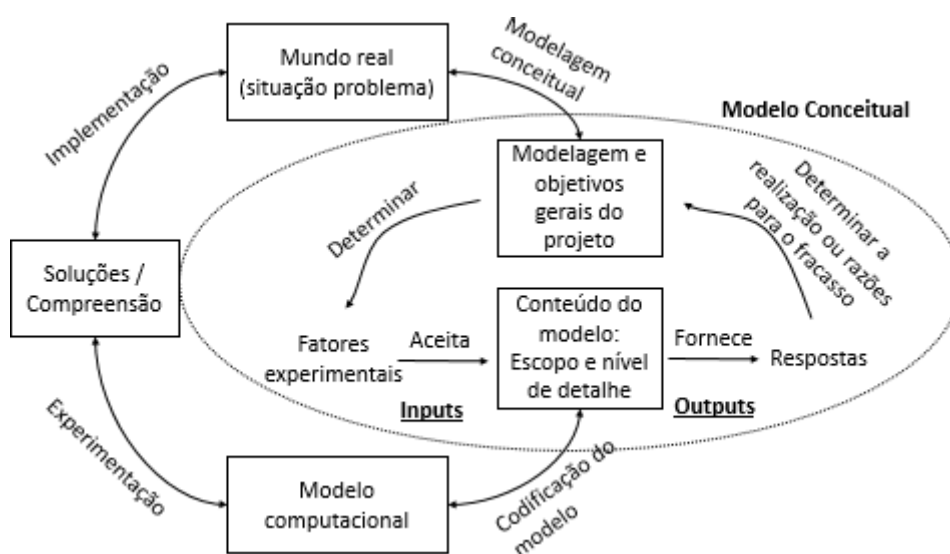 Mundo real
(situação problema)
Modelagem
conceitual
Implementação
Modelo Conceitual
Modelagem e
objetivos
gerais do
projeto
Determinar
Determinar a
realização ou razões
para o fracasso
Soluções /
Compreensão
Fatores
experimentais
Aceita
Conteúdo do
modelo:
Escopo e nível
de detalhe
Fornece
Respostas
Inputs
Outputs
Experimentação
Modelo
computacional
Codificação do
modelo